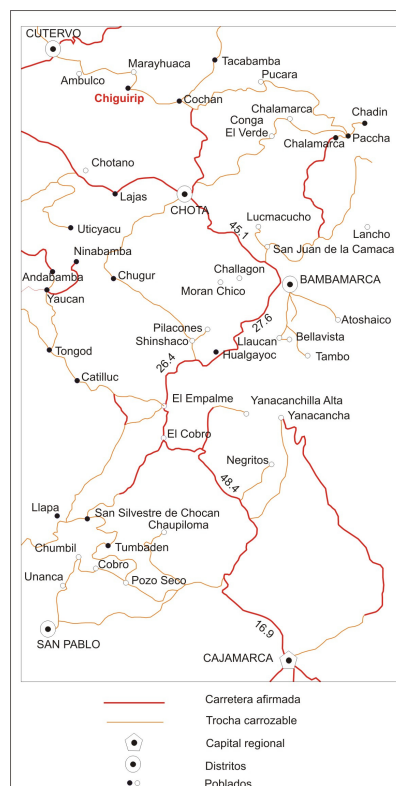 CUTERVO
Tacabamba
Marayhuaca
Ambulco
Pucara
Chiguirip
Cochán
Chalamarca
Chadin
Conga
El Verde
Paccha
Chalamarca
Chotano
Lajas
CHOTA
Lucmacucho
45.1
Uticyacu
Lancho
San Juan de la Camaca
Ninabamba
Andabamba
Chugur
Challagon
BAMBAMARCA
Moran Chico
Yaucan
27.6
Atoshaico
Pilacones
Shinshaco
Llaucan
Bellavista
Hualgayoc
Tambo
Tongod
26.4
Catilluc
El Empalme
Yanacanchilla Alta
Yanacancha
El Cobro
Negritos
48.4
Llapa
San Silvestre de Chocan
Chaupiloma
Chumbil
Tumbaden
Cobro
Unanca
Pozo Seco
16.9
SAN PABLO
CAJAMARCA
Carretera afirmada
Trocha carrozable
Capital regional
Distritos
Poblados